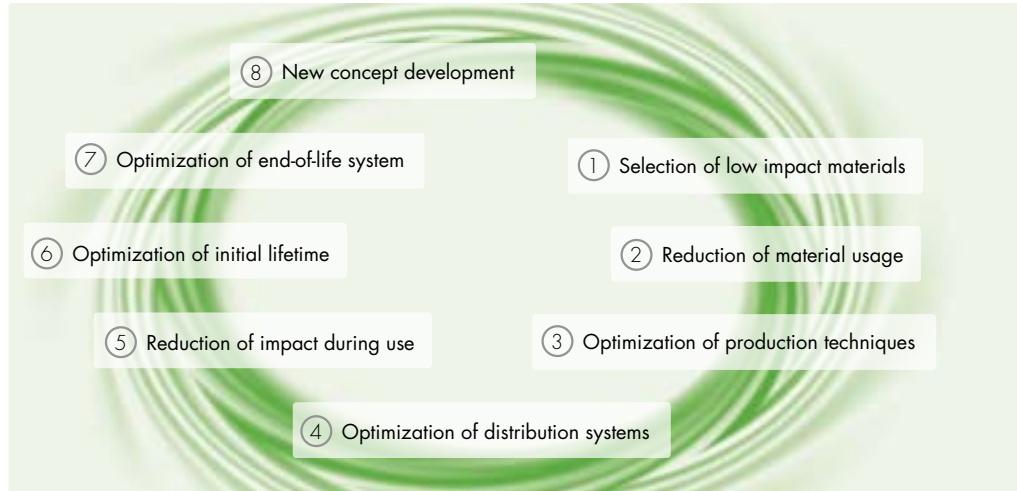 8 New concept development
7 Optimization of end-of-life system
1 Selection of low impact materials
6 Optimization of initial lifetime
2 Reduction of material usage
5 Reduction of impact during use
3 Optimization of production techniques
4 Optimization of distribution systems